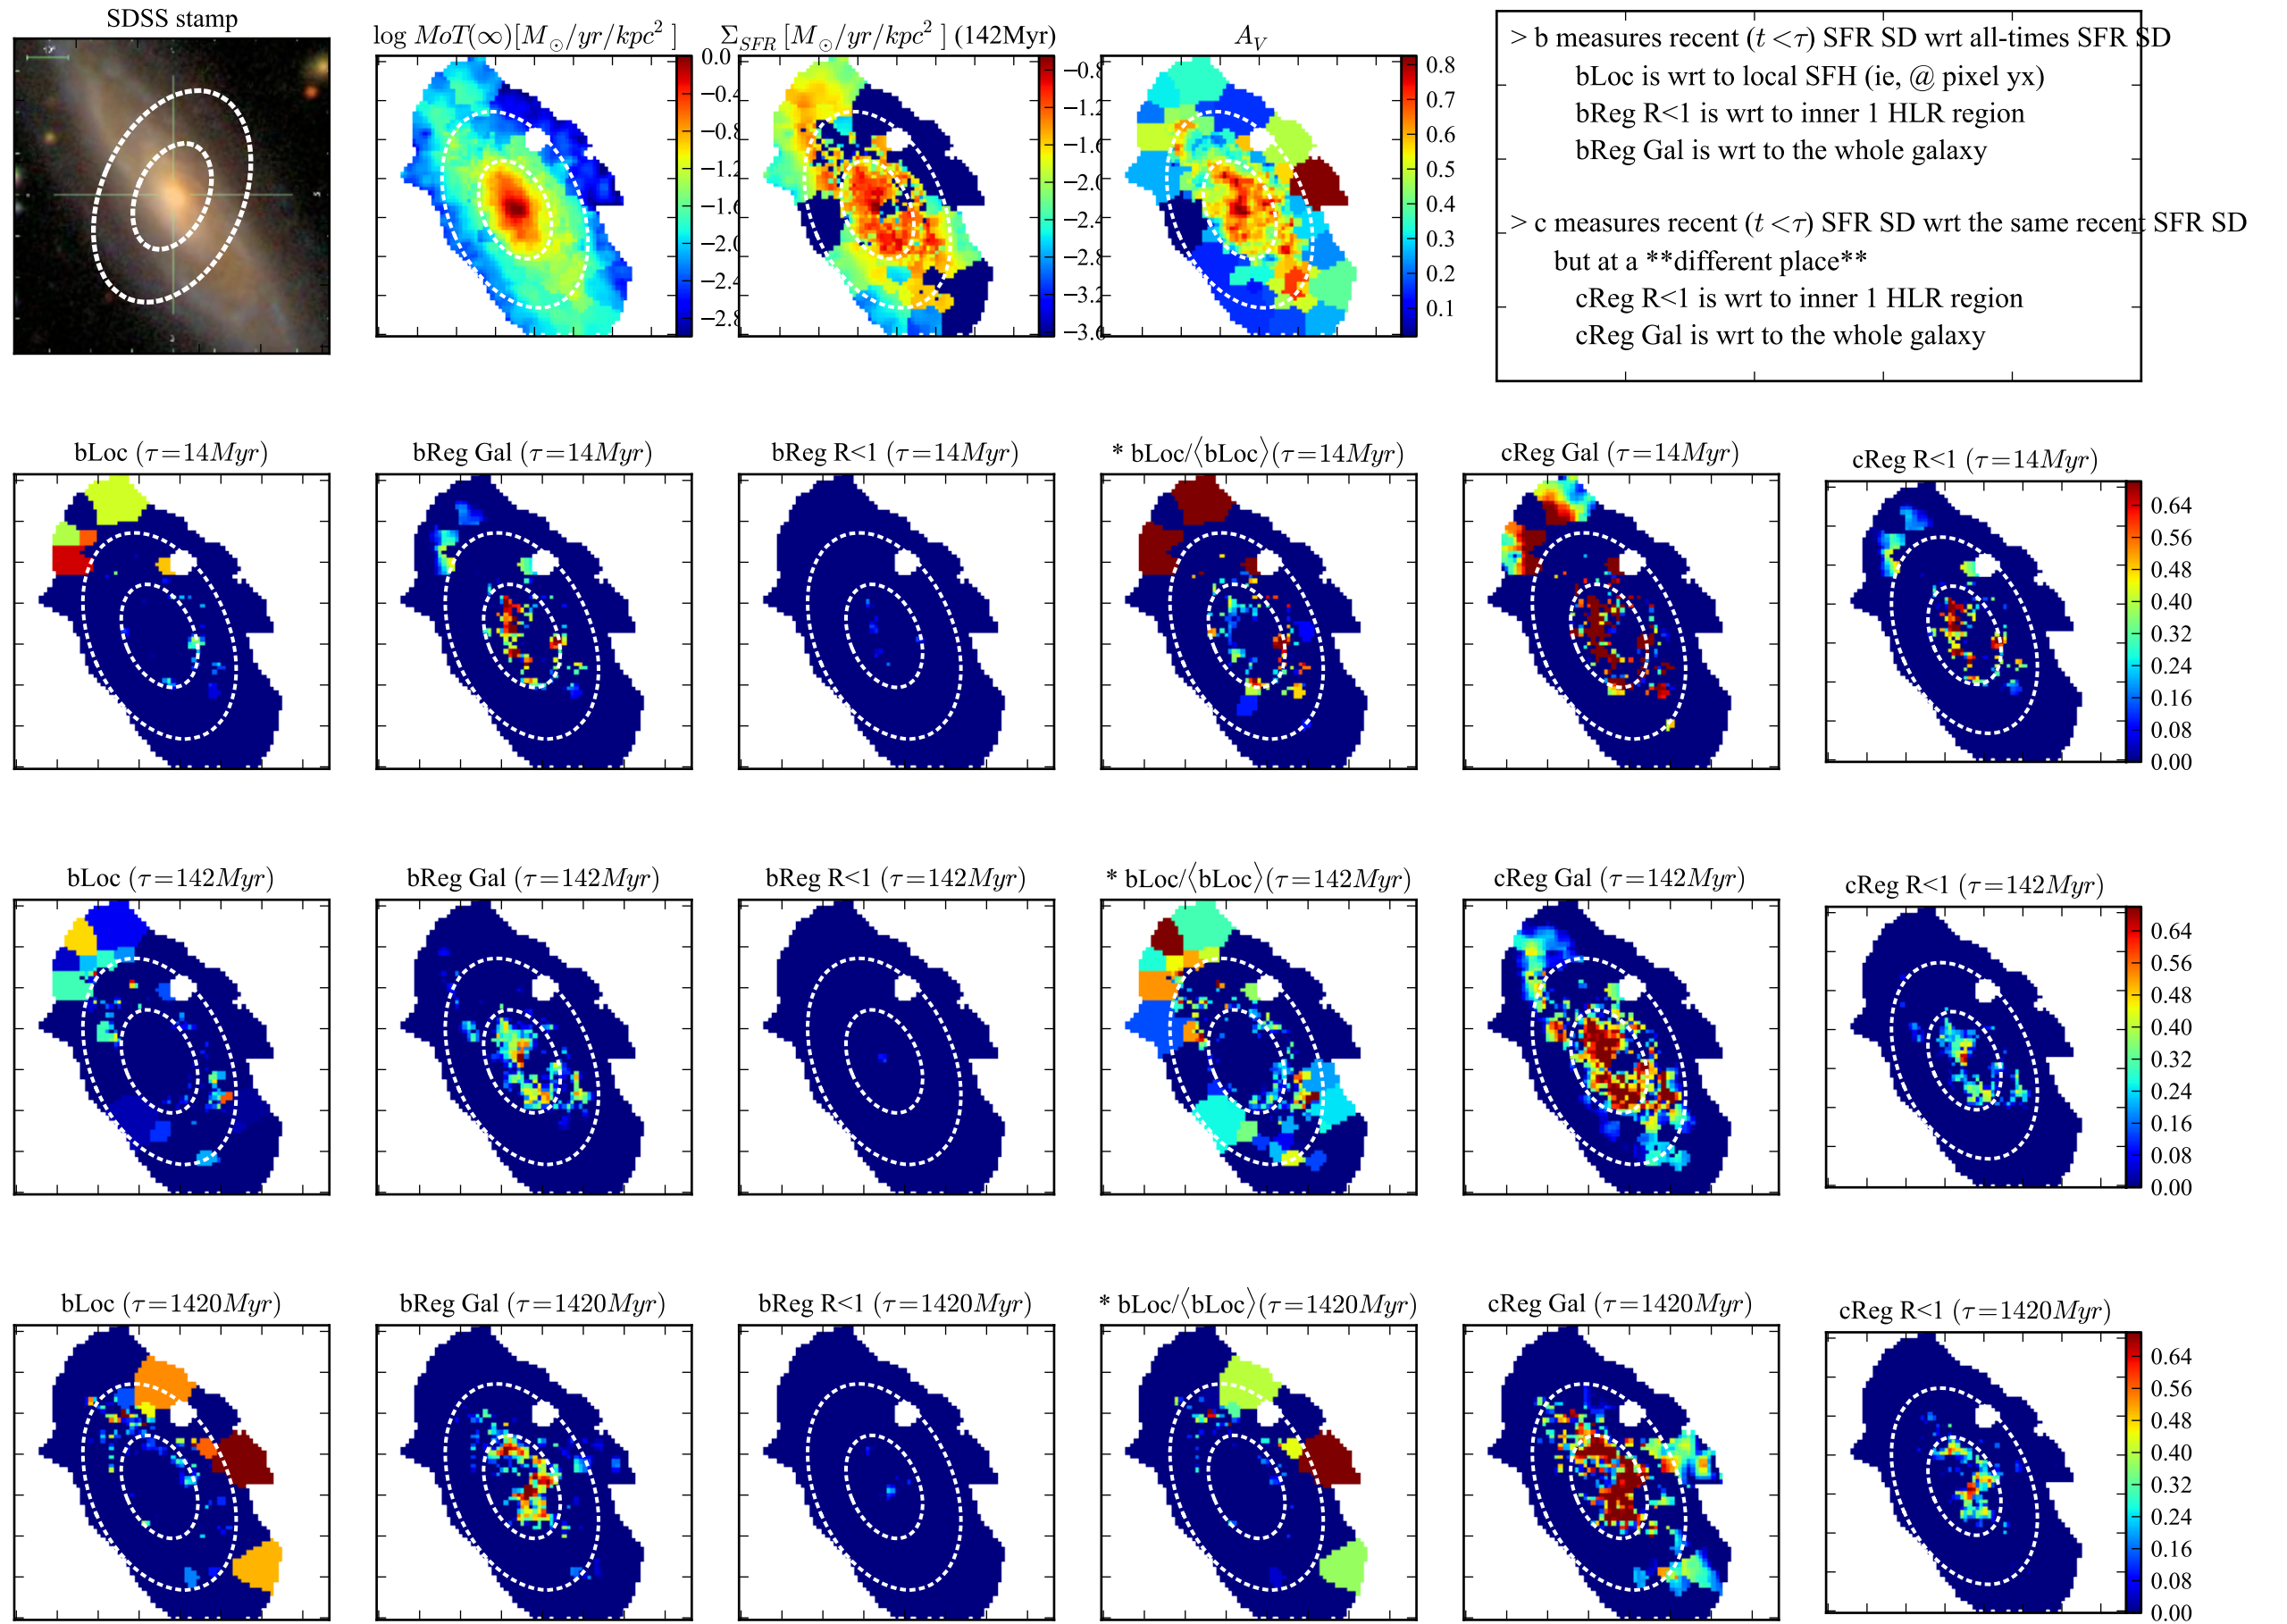 SDSS stamp
log MoT(∞)[M⊙/yr/kpc² ]
Σ_SFR [M⊙/yr/kpc² ] (142Myr)
A_V
0.0
−0.4
−0.8
−1.2
−1.6
−2.0
−2.4
−2.8
−0.8
−1.2
−1.6
−2.0
−2.4
−2.8
−3.2
−3.6
0.8
0.7
0.6
0.5
0.4
0.3
0.2
0.1
> b measures recent (t <τ) SFR SD wrt all-times SFR SD
bLoc is wrt to local SFH (ie, @ pixel yx)
bReg R<1 is wrt to inner 1 HLR region
bReg Gal is wrt to the whole galaxy
> c measures recent (t <τ) SFR SD wrt the same recent SFR SD
but at a **different place**
cReg R<1 is wrt to inner 1 HLR region
cReg Gal is wrt to the whole galaxy
bLoc (τ=14Myr)
bReg Gal (τ=14Myr)
bReg R<1 (τ=14Myr)
* bLoc/⟨bLoc⟩(τ=14Myr)
cReg Gal (τ=14Myr)
cReg R<1 (τ=14Myr)
0.64
0.56
0.48
0.40
0.32
0.24
0.16
0.08
0.00
bLoc (τ=142Myr)
bReg Gal (τ=142Myr)
bReg R<1 (τ=142Myr)
* bLoc/⟨bLoc⟩(τ=142Myr)
cReg Gal (τ=142Myr)
cReg R<1 (τ=142Myr)
0.64
0.56
0.48
0.40
0.32
0.24
0.16
0.08
0.00
bLoc (τ=1420Myr)
bReg Gal (τ=1420Myr)
bReg R<1 (τ=1420Myr)
* bLoc/⟨bLoc⟩(τ=1420Myr)
cReg Gal (τ=1420Myr)
cReg R<1 (τ=1420Myr)
0.64
0.56
0.48
0.40
0.32
0.24
0.16
0.08
0.00